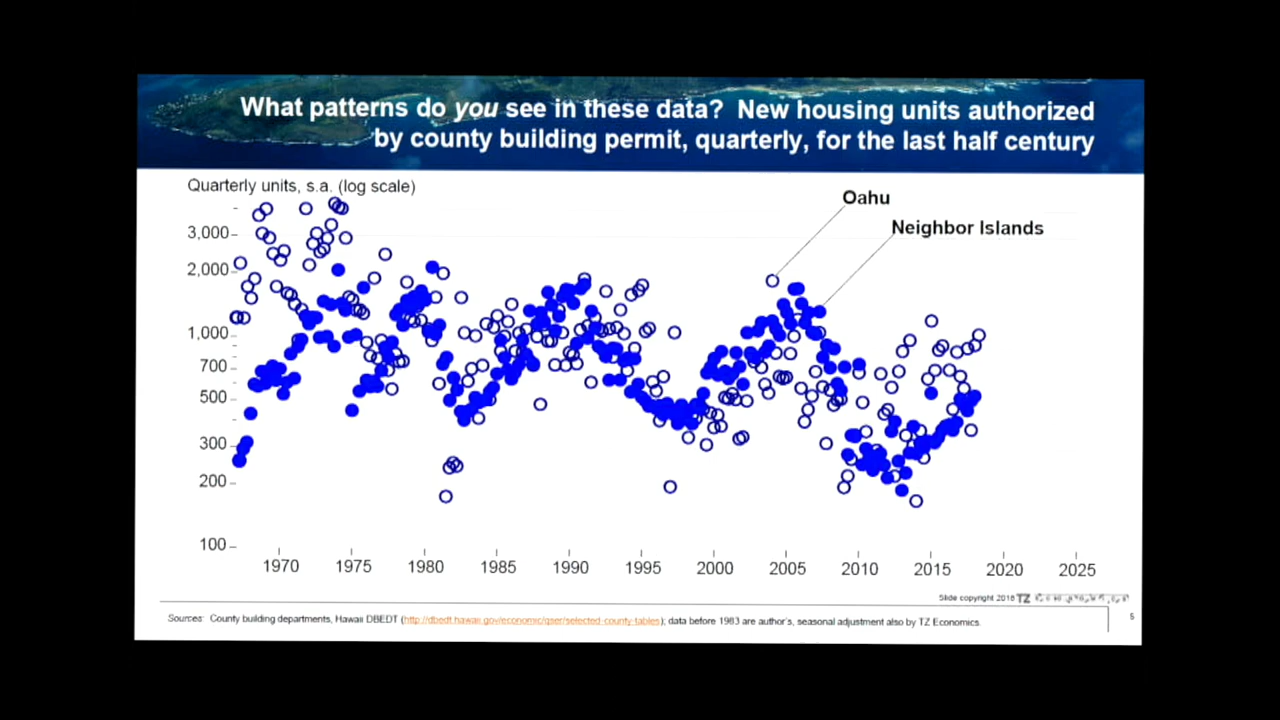 What patterns do you see in these data? New housing units authorized
by county building permit, quarterly, for the last half century
Quarterly units, s.a. (log scale)
Oahu
Neighbor Islands
3,000
2,000
1,000
700
500
300
200
100
1970 1975 1980 1985 1990 1995 2000 2005 2010 2015 2020 2025
Slide copyright 2018 TZ
Sources: County building departments, Hawaii DBEDT (http://dbedt.hawaii.gov/economic/qser/selected-county-tables); data before 1983 are author's, seasonal adjustment also by TZ Economics.
5